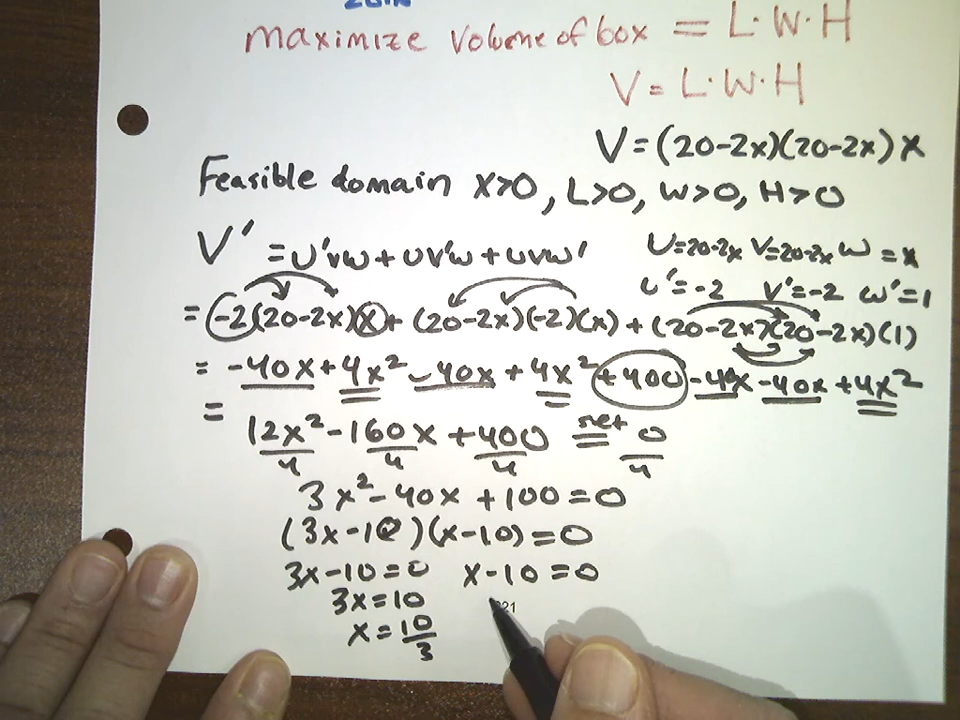 maximize volume of box = L·W·H
V = L·W·H
V=(20-2x)(20-2x)x
Feasible domain x>0, L>0, W>0, H>0
V' = u'vw + uv'w + uvw' U=20-2x V=20-2x W=x
u'=-2 v'=-2 w'=1
= -2(20-2x)(x) + (20-2x)(-2)(x) + (20-2x)(20-2x)(1)
= -40x+4x² -40x+4x²+400-40x-40x+4x²
=
12x²/4 - 160x/4 + 400/4 set = 0/4
3x²-40x+100=0
(3x-10)(x-10)=0
3x-10=0 x-10=0
3x=10
x=10/3